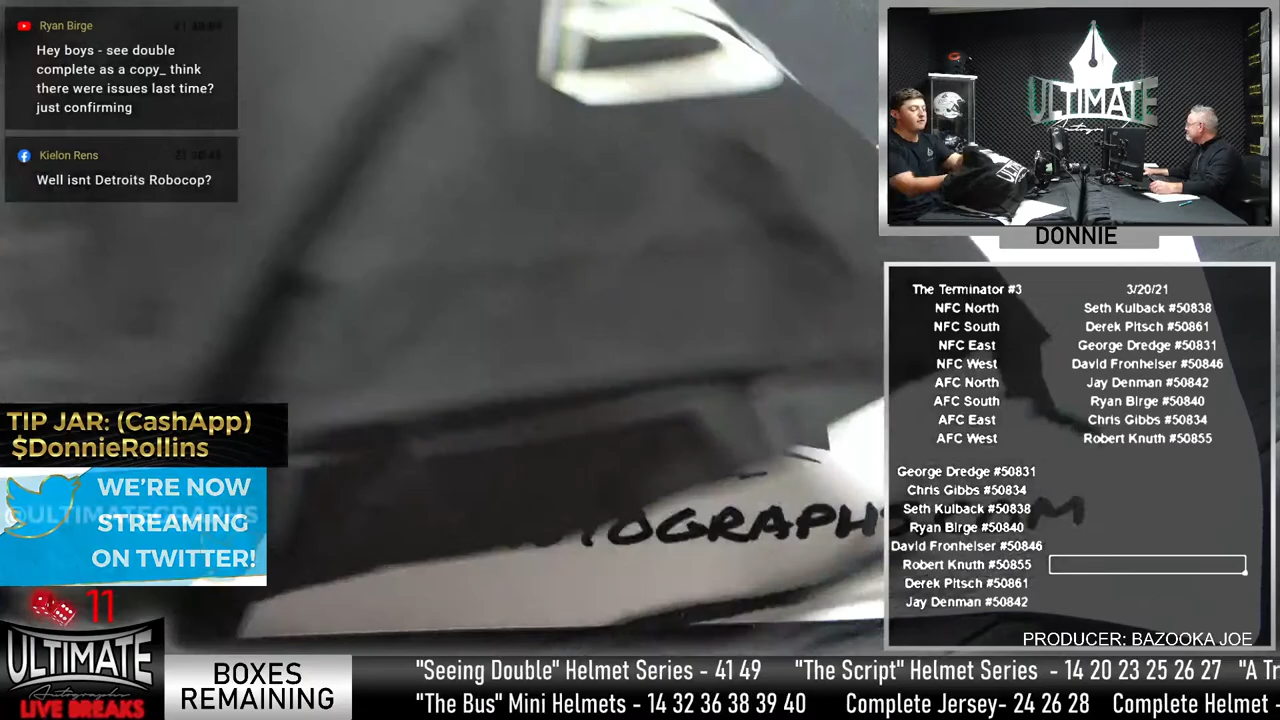 Ryan Birge
Hey boys - see double
complete as a copy_ think
there were issues last time?
just confirming
Kielon Rens
Well isnt Detroits Robocop?
ULTIMATE
Autographs
DONNIE
The Terminator #3 3/20/21
NFC North Seth Kulback #50838
NFC South Derek Pitsch #50861
NFC East George Dredge #50831
NFC West David Fronheiser #50846
AFC North Jay Denman #50842
AFC South Ryan Birge #50840
AFC East Chris Gibbs #50834
AFC West Robert Knuth #50855
George Dredge #50831
Chris Gibbs #50834
Seth Kulback #50838
Ryan Birge #50840
David Fronheiser #50846
Robert Knuth #50855
Derek Pitsch #50861
Jay Denman #50842
PRODUCER: BAZOOKA JOE
TIP JAR: (CashApp)
$DonnieRollins
WE'RE NOW
STREAMING
ON TWITTER!
@ULTIMATEGRAPHS
TOGRAPHS
11
ULTIMATE
Autographs
LIVE BREAKS
BOXES
REMAINING
"Seeing Double" Helmet Series - 41 49 "The Script" Helmet Series - 14 20 23 25 26 27 "A Tr
"The Bus" Mini Helmets - 14 32 36 38 39 40 Complete Jersey- 24 26 28 Complete Helmet -